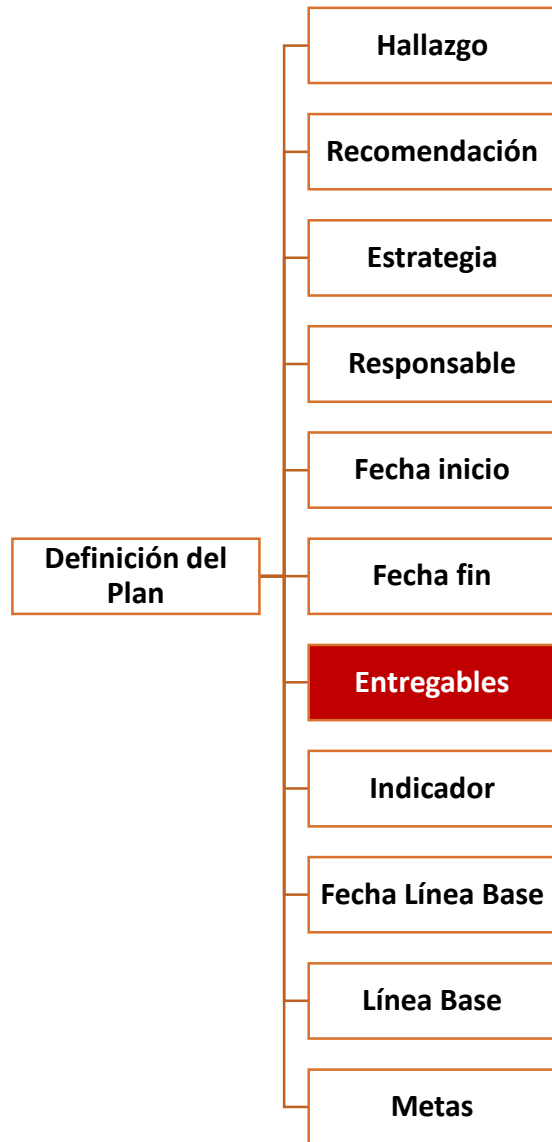 Hallazgo
Recomendación
Estrategia
Responsable
Fecha inicio
Definición del
Plan
Fecha fin
Entregables
Indicador
Fecha Línea Base
Línea Base
Metas